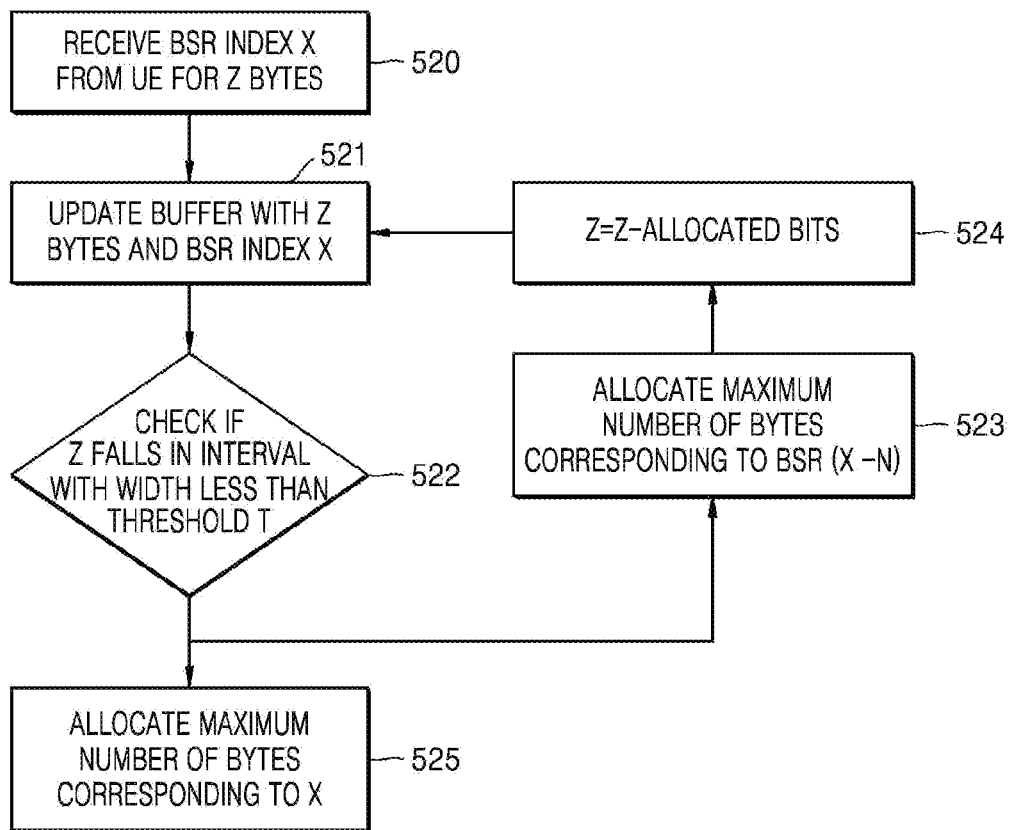 RECEIVE BSR INDEX X
FROM UE FOR Z BYTES
520
521
UPDATE BUFFER WITH Z
BYTES AND BSR INDEX X
Z=Z-ALLOCATED BITS
524
CHECK IF
Z FALLS IN INTERVAL
WITH WIDTH LESS THAN
THRESHOLD T
522
ALLOCATE MAXIMUM
NUMBER OF BYTES
CORRESPONDING TO BSR (X -N)
523
ALLOCATE MAXIMUM
NUMBER OF BYTES
CORRESPONDING TO X
525